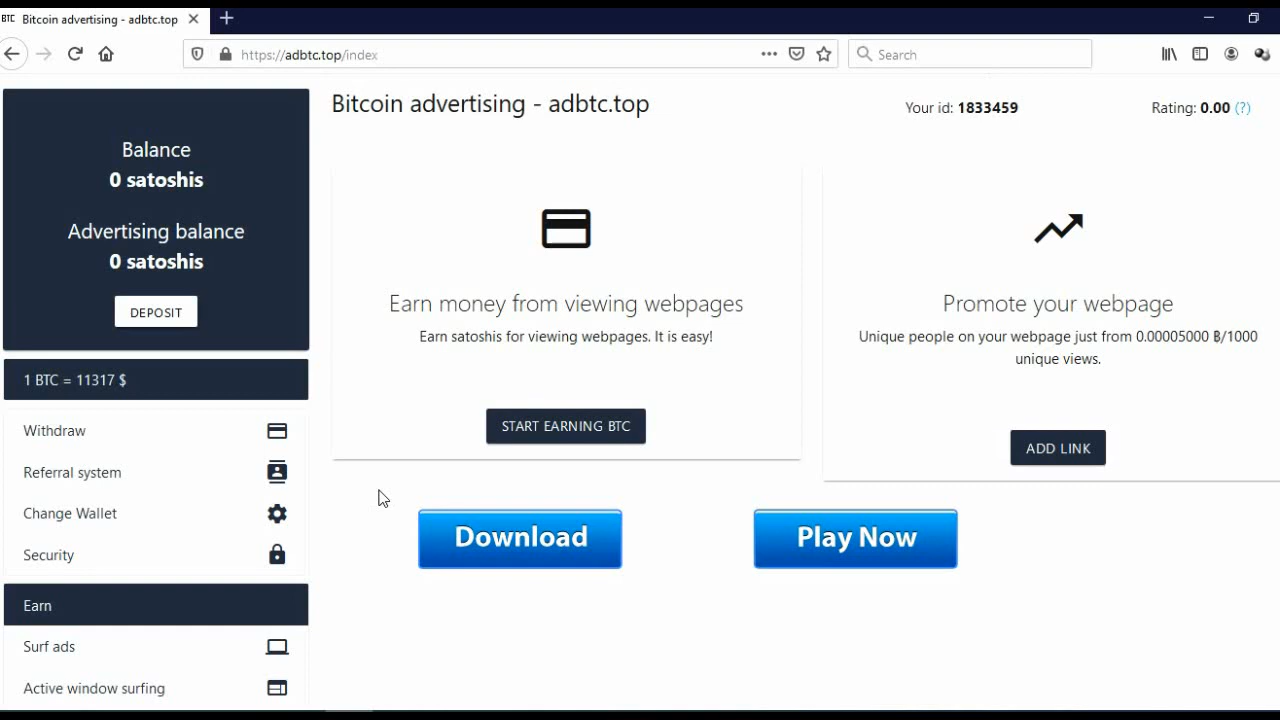 BTC Bitcoin advertising - adbtc.top
https://adbtc.top/index
Search
Balance
0 satoshis
Advertising balance
0 satoshis
DEPOSIT
1 BTC = 11317 $
Withdraw
Referral system
Change Wallet
Security
Earn
Surf ads
Active window surfing
Bitcoin advertising - adbtc.top
Your id: 1833459
Rating: 0.00 (?)
Earn money from viewing webpages
Earn satoshis for viewing webpages. It is easy!
START EARNING BTC
Promote your webpage
Unique people on your webpage just from 0.00005000 ฿/1000
unique views.
ADD LINK
Download
Play Now